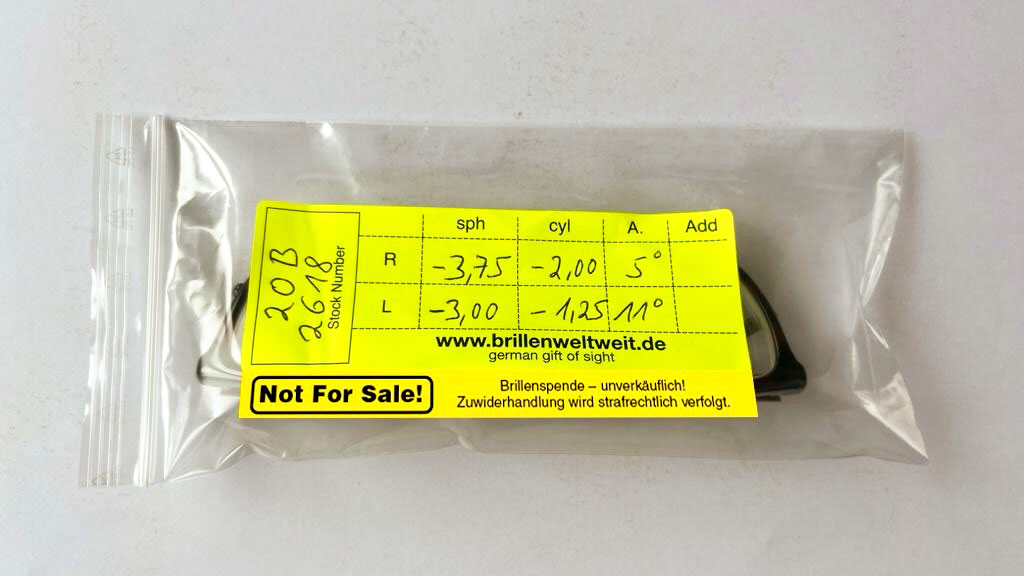 20B
2618
Stock Number
sph cyl A. Add
R -3,75 -2,00 5°
L -3,00 -1,25 11°
www.brillenweltweit.de
german gift of sight
Not For Sale!
Brillenspende – unverkäuflich!
Zuwiderhandlung wird strafrechtlich verfolgt.